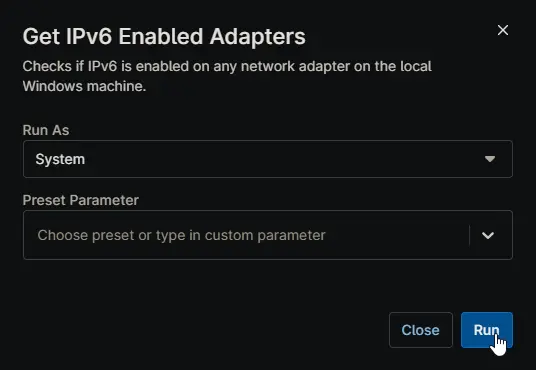 Get IPv6 Enabled Adapters
Checks if IPv6 is enabled on any network adapter on the local
Windows machine.
Run As
System
Preset Parameter
Choose preset or type in custom parameter
Close
Run